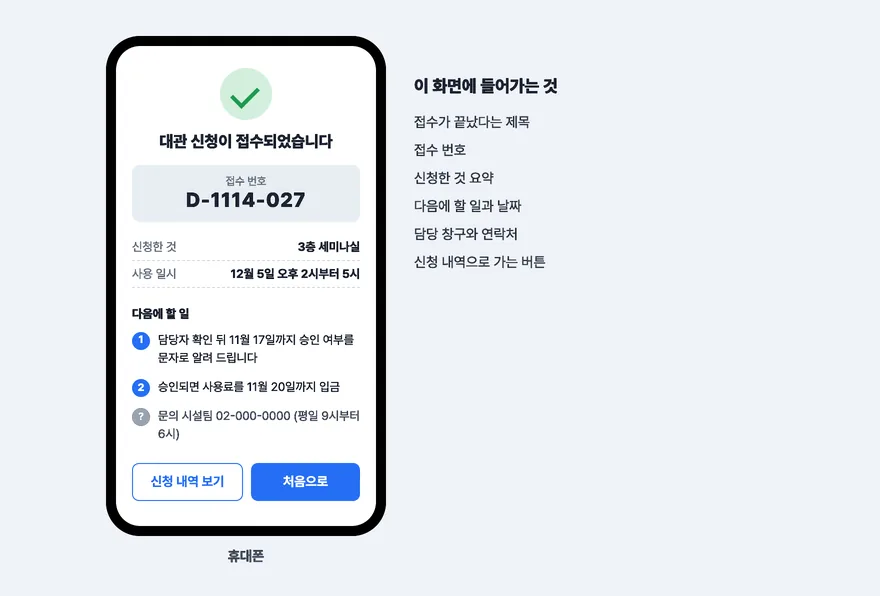 대관 신청이 접수되었습니다
접수 번호
D-1114-027
신청한 것 3층 세미나실
사용 일시 12월 5일 오후 2시부터 5시
다음에 할 일
1 담당자 확인 뒤 11월 17일까지 승인 여부를
문자로 알려 드립니다
2 승인되면 사용료를 11월 20일까지 입금
? 문의 시설팀 02-000-0000 (평일 9시부터
6시)
신청 내역 보기 처음으로
휴대폰
이 화면에 들어가는 것
접수가 끝났다는 제목
접수 번호
신청한 것 요약
다음에 할 일과 날짜
담당 창구와 연락처
신청 내역으로 가는 버튼